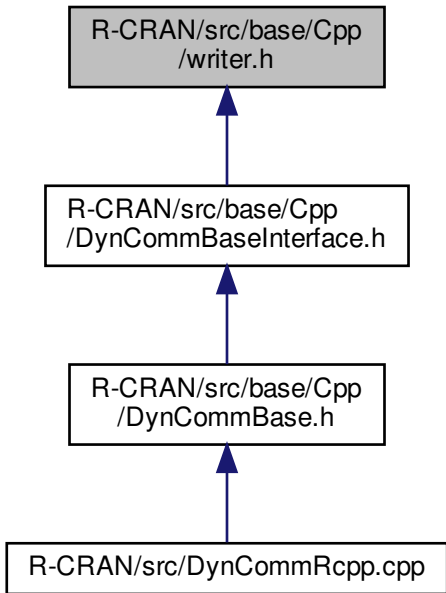 R-CRAN/src/base/Cpp
/writer.h
R-CRAN/src/base/Cpp
/DynCommBaseInterface.h
R-CRAN/src/base/Cpp
/DynCommBase.h
R-CRAN/src/DynCommRcpp.cpp